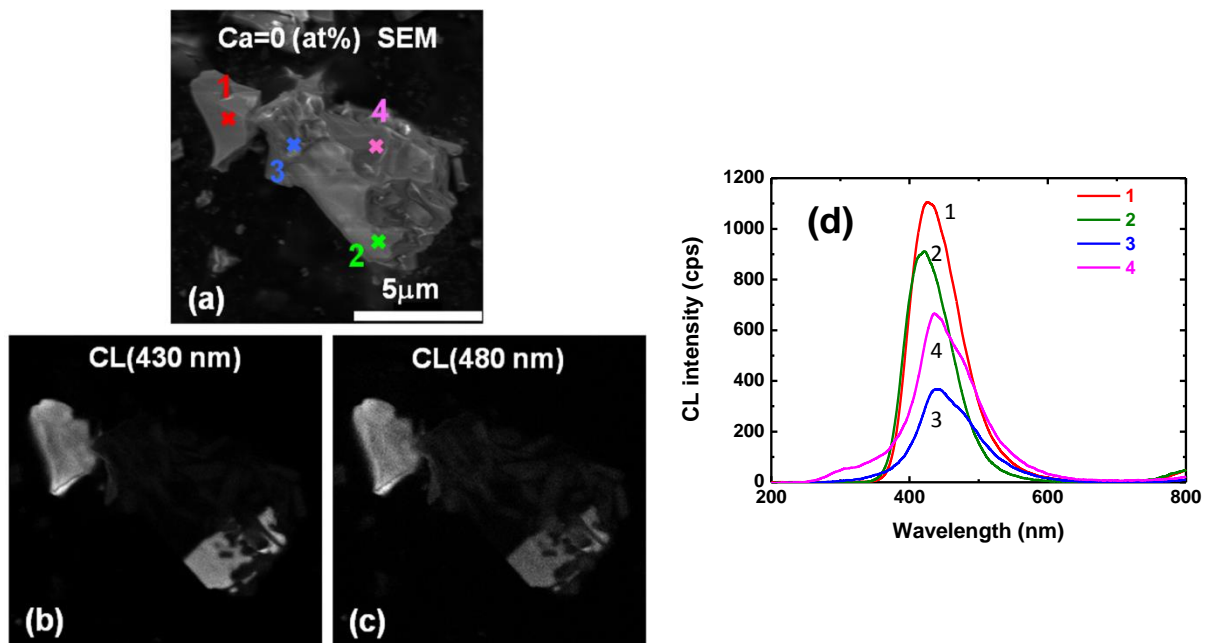 Ca=0 (at%) SEM
1
4
3
2
5μm
(a)
CL(430 nm)
(b)
CL(480 nm)
(c)
1200
1000
800
600
400
200
0
200
400
600
800
CL intensity (cps)
Wavelength (nm)
(d)
1
2
4
3
1
2
3
4